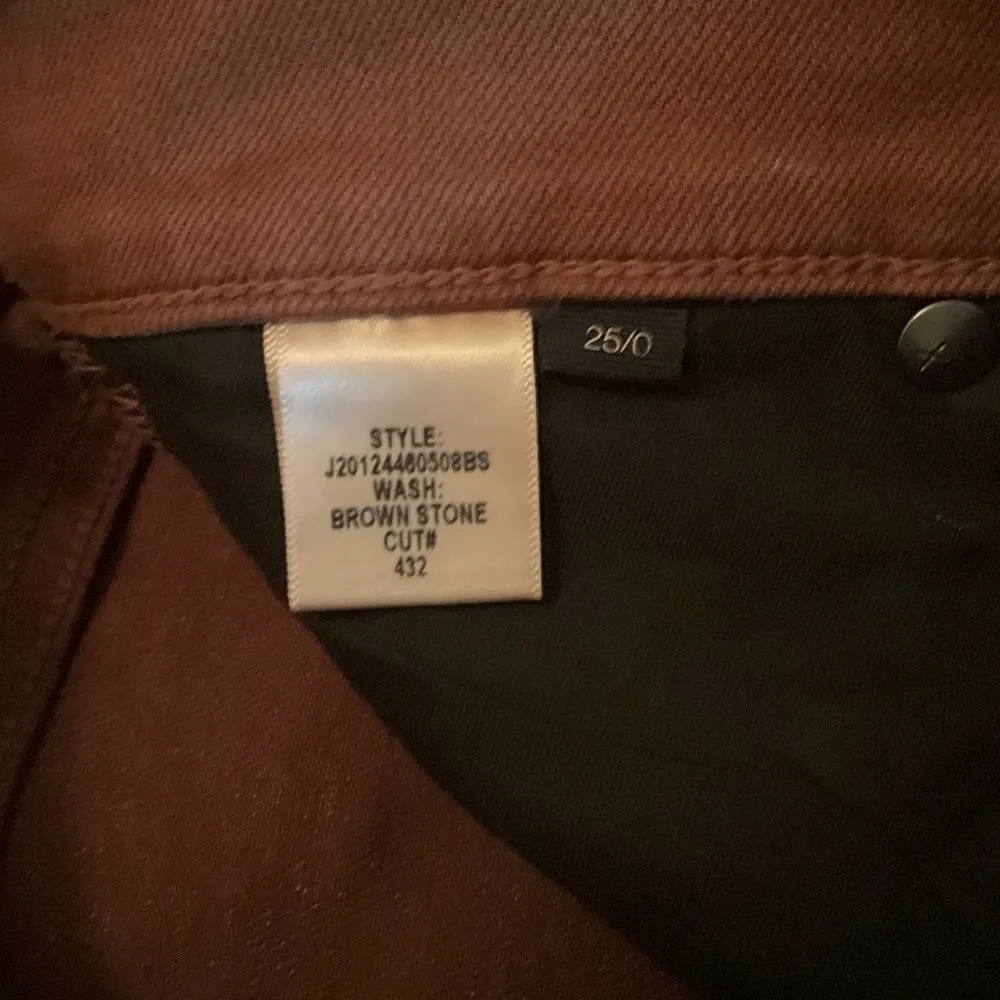 25/0
STYLE:
J20124460508BS
WASH:
BROWN STONE
CUT#
432